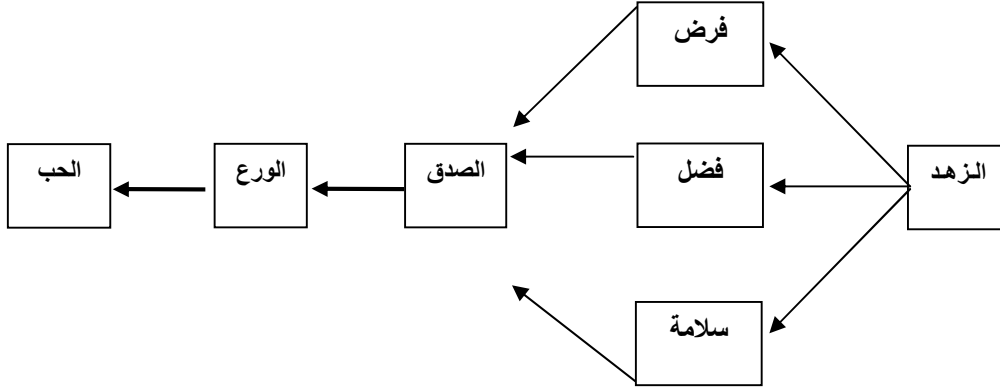 فرض
الزهد
فضل
الصدق
الورع
الحب
سلامة